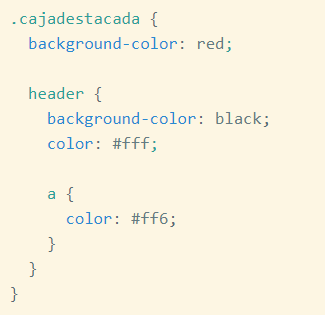 .cajadestacada {
  background-color: red;

  header {
    background-color: black;
    color: #fff;

    a {
      color: #ff6;
    }
  }
}